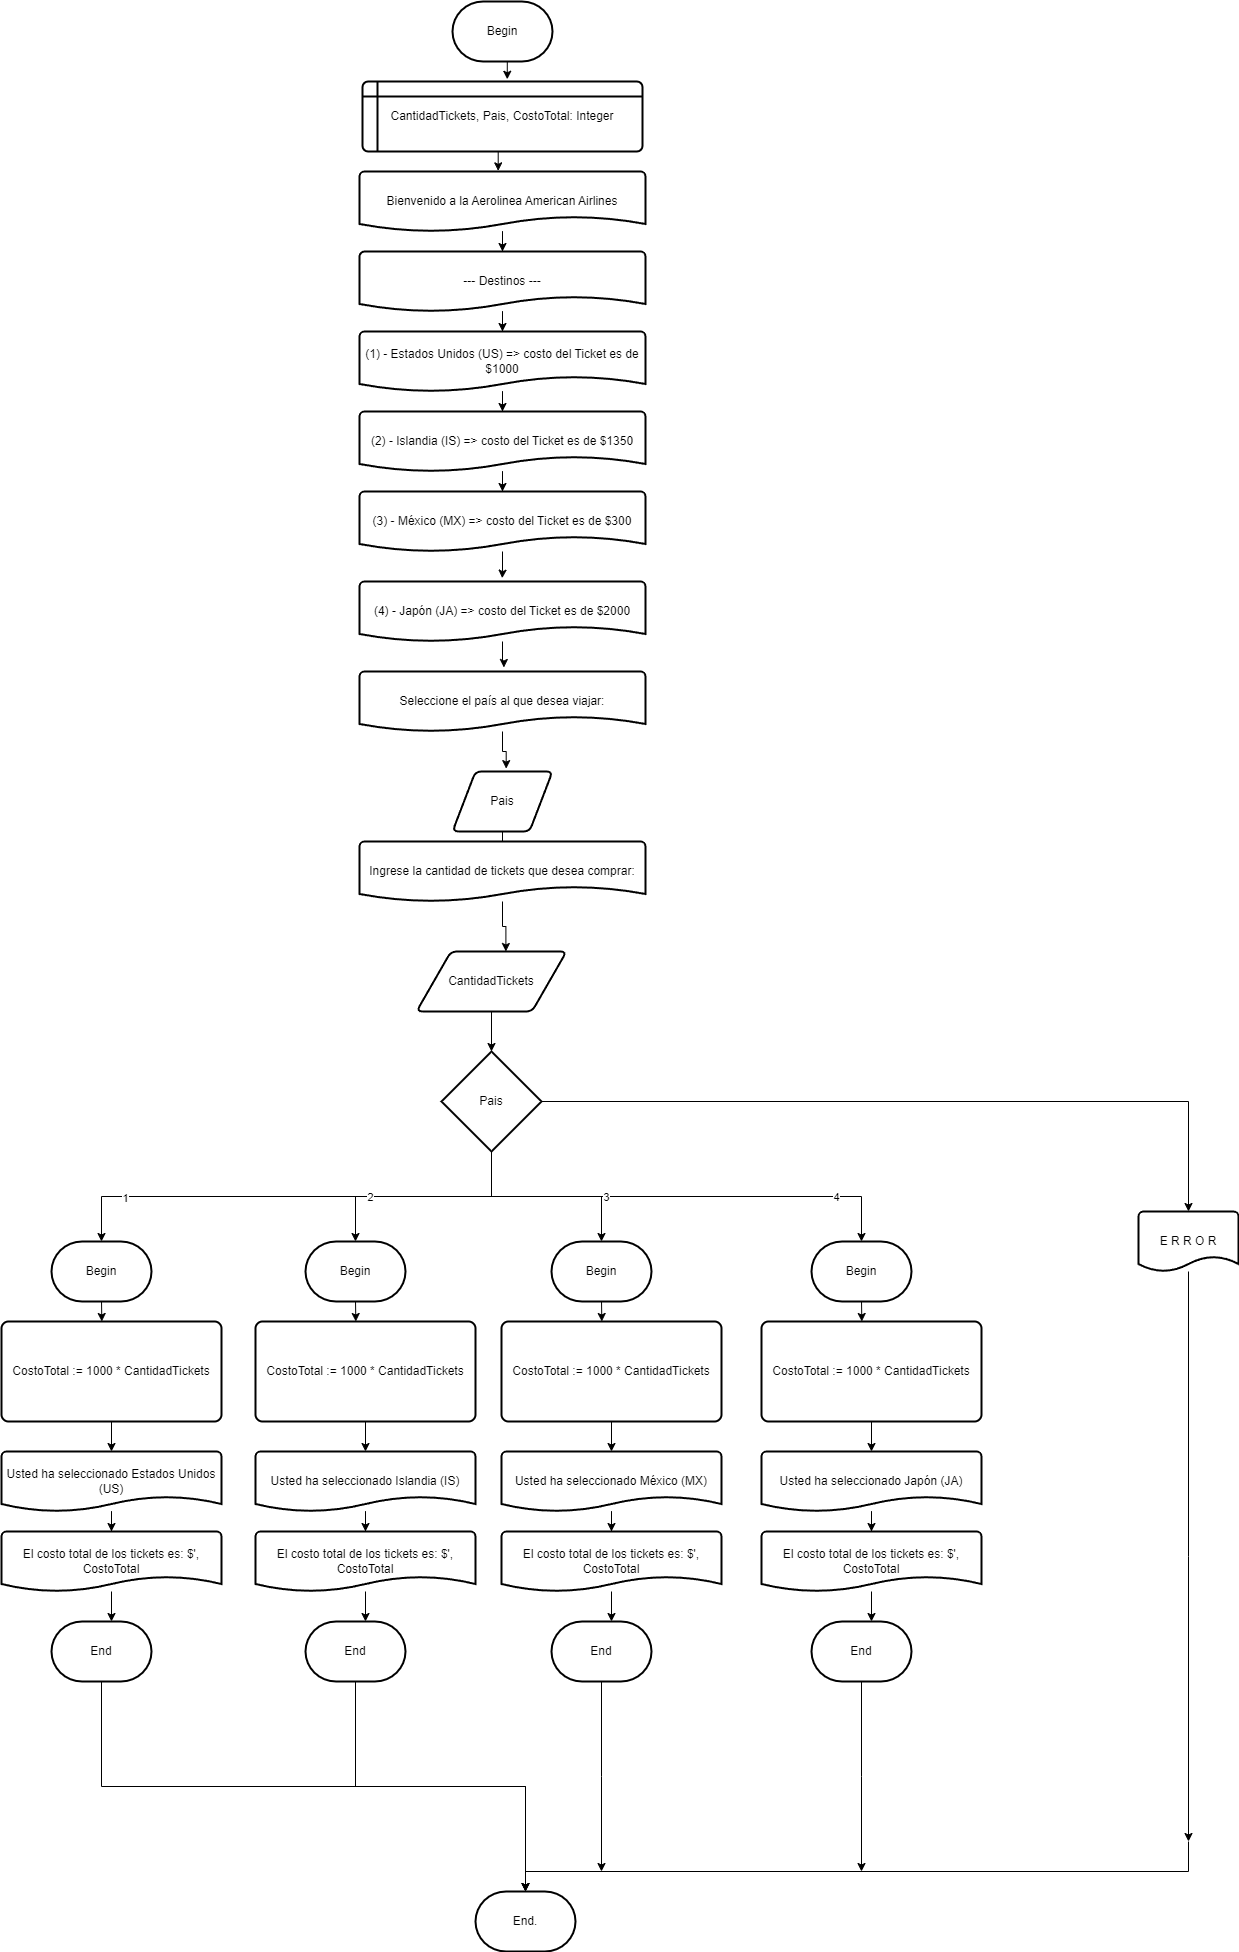 Begin
CantidadTickets, Pais, CostoTotal: Integer
Bienvenido a la Aerolinea American Airlines
--- Destinos ---
(1) - Estados Unidos (US) => costo del Ticket es de
$1000
(2) - Islandia (IS) => costo del Ticket es de $1350
(3) - México (MX) => costo del Ticket es de $300
(4) - Japón (JA) => costo del Ticket es de $2000
Seleccione el país al que desea viajar:
Pais
Ingrese la cantidad de tickets que desea comprar:
CantidadTickets
Pais
1
2
3
4
E R R O R
Begin
Begin
Begin
Begin
CostoTotal := 1000 * CantidadTickets
CostoTotal := 1000 * CantidadTickets
CostoTotal := 1000 * CantidadTickets
CostoTotal := 1000 * CantidadTickets
Usted ha seleccionado Estados Unidos
(US)
Usted ha seleccionado Islandia (IS)
Usted ha seleccionado México (MX)
Usted ha seleccionado Japón (JA)
El costo total de los tickets es: $',
CostoTotal
El costo total de los tickets es: $',
CostoTotal
El costo total de los tickets es: $',
CostoTotal
El costo total de los tickets es: $',
CostoTotal
End
End
End
End
End.